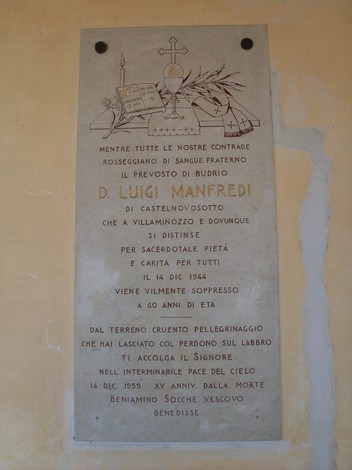 MENTRE TUTTE LE NOSTRE CONTRADE
ROSSEGGIANO DI SANGUE FRATERNO
IL PREVOSTO DI BUDRIO
D. LUIGI MANFREDI
DI CASTELNOVOSOTTO
CHE A VILLAMINOZZO E DOVUNQUE
SI DISTINSE
PER SACERDOTALE PIETÀ
E CARITÀ PER TUTTI
IL 14 DIC. 1944
VIENE VILMENTE SOPPRESSO
A 60 ANNI DI ETÀ
DAL TERRENO CRUENTO PELLEGRINAGGIO
CHE HAI LASCIATO COL PERDONO SUL LABBRO
TI ACCOLGA IL SIGNORE
NELL INTERMINABILE PACE DEL CIELO
14 DIC. 1959 XV ANNIV. DALLA MORTE
BENIAMINO SOCCHE VESCOVO
BENEDISSE